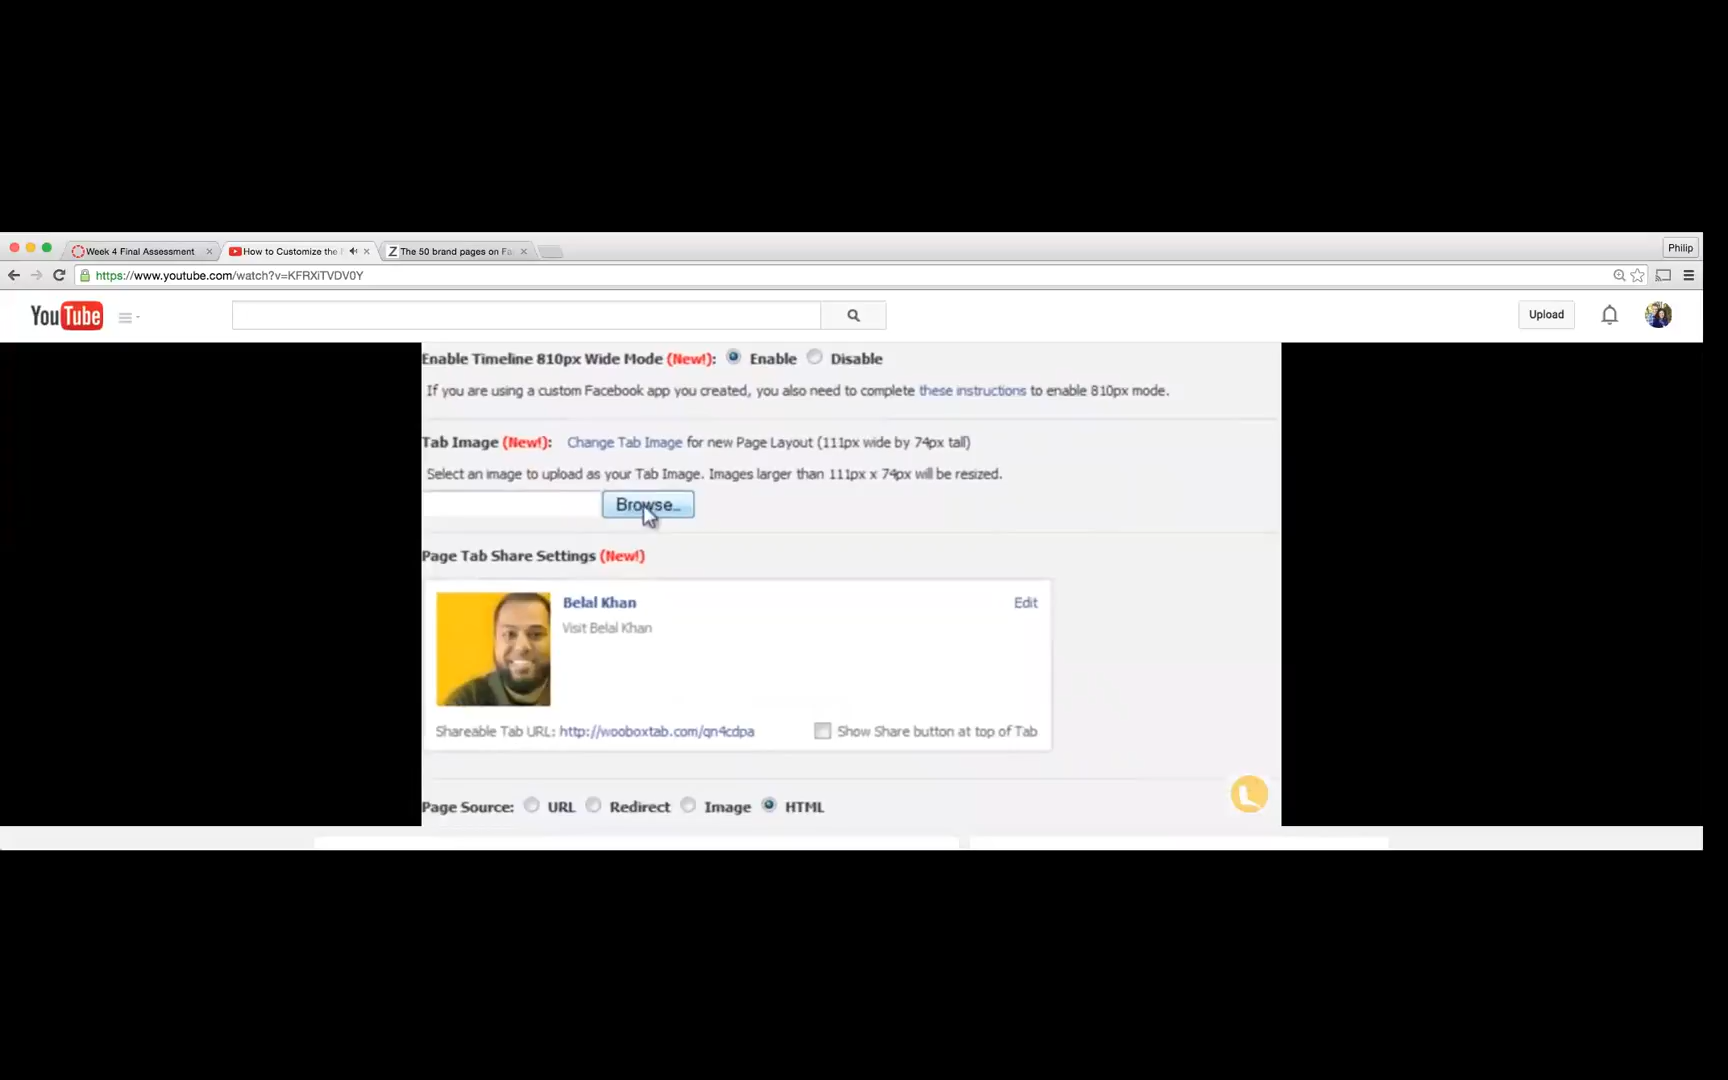 Week 4 Final Assessment
How to Customize the
The 50 brand pages on Fa
Philip
https://www.youtube.com/watch?v=KFRXiTVDV0Y
YouTube
Upload
Enable Timeline 810px Wide Mode (New!): Enable Disable
If you are using a custom Facebook app you created, you also need to complete these instructions to enable 810px mode.
Tab Image (New!): Change Tab Image for new Page Layout (111px wide by 74px tall)
Select an image to upload as your Tab Image. Images larger than 111px x 74px will be resized.
Browse...
Page Tab Share Settings (New!)
Belal Khan Edit
Visit Belal Khan
Shareable Tab URL: http://wooboxtab.com/qn4cdpa Show Share button at top of Tab
Page Source: URL Redirect Image HTML